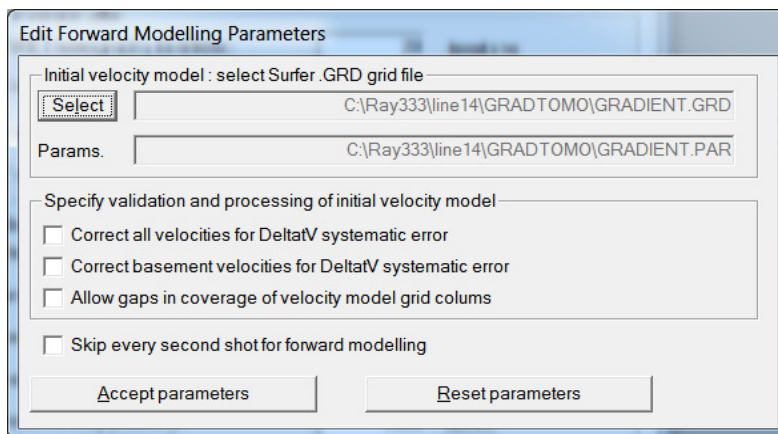 Edit Forward Modelling Parameters
Initial velocity model : select Surfer .GRD grid file
Select C:\Ray333\line14\GRADTOMO\GRADIENT.GRD
Params. C:\Ray333\line14\GRADTOMO\GRADIENT.PAR
Specify validation and processing of initial velocity model
Correct all velocities for DeltatV systematic error
Correct basement velocities for DeltatV systematic error
Allow gaps in coverage of velocity model grid colums
Skip every second shot for forward modelling
Accept parameters Reset parameters